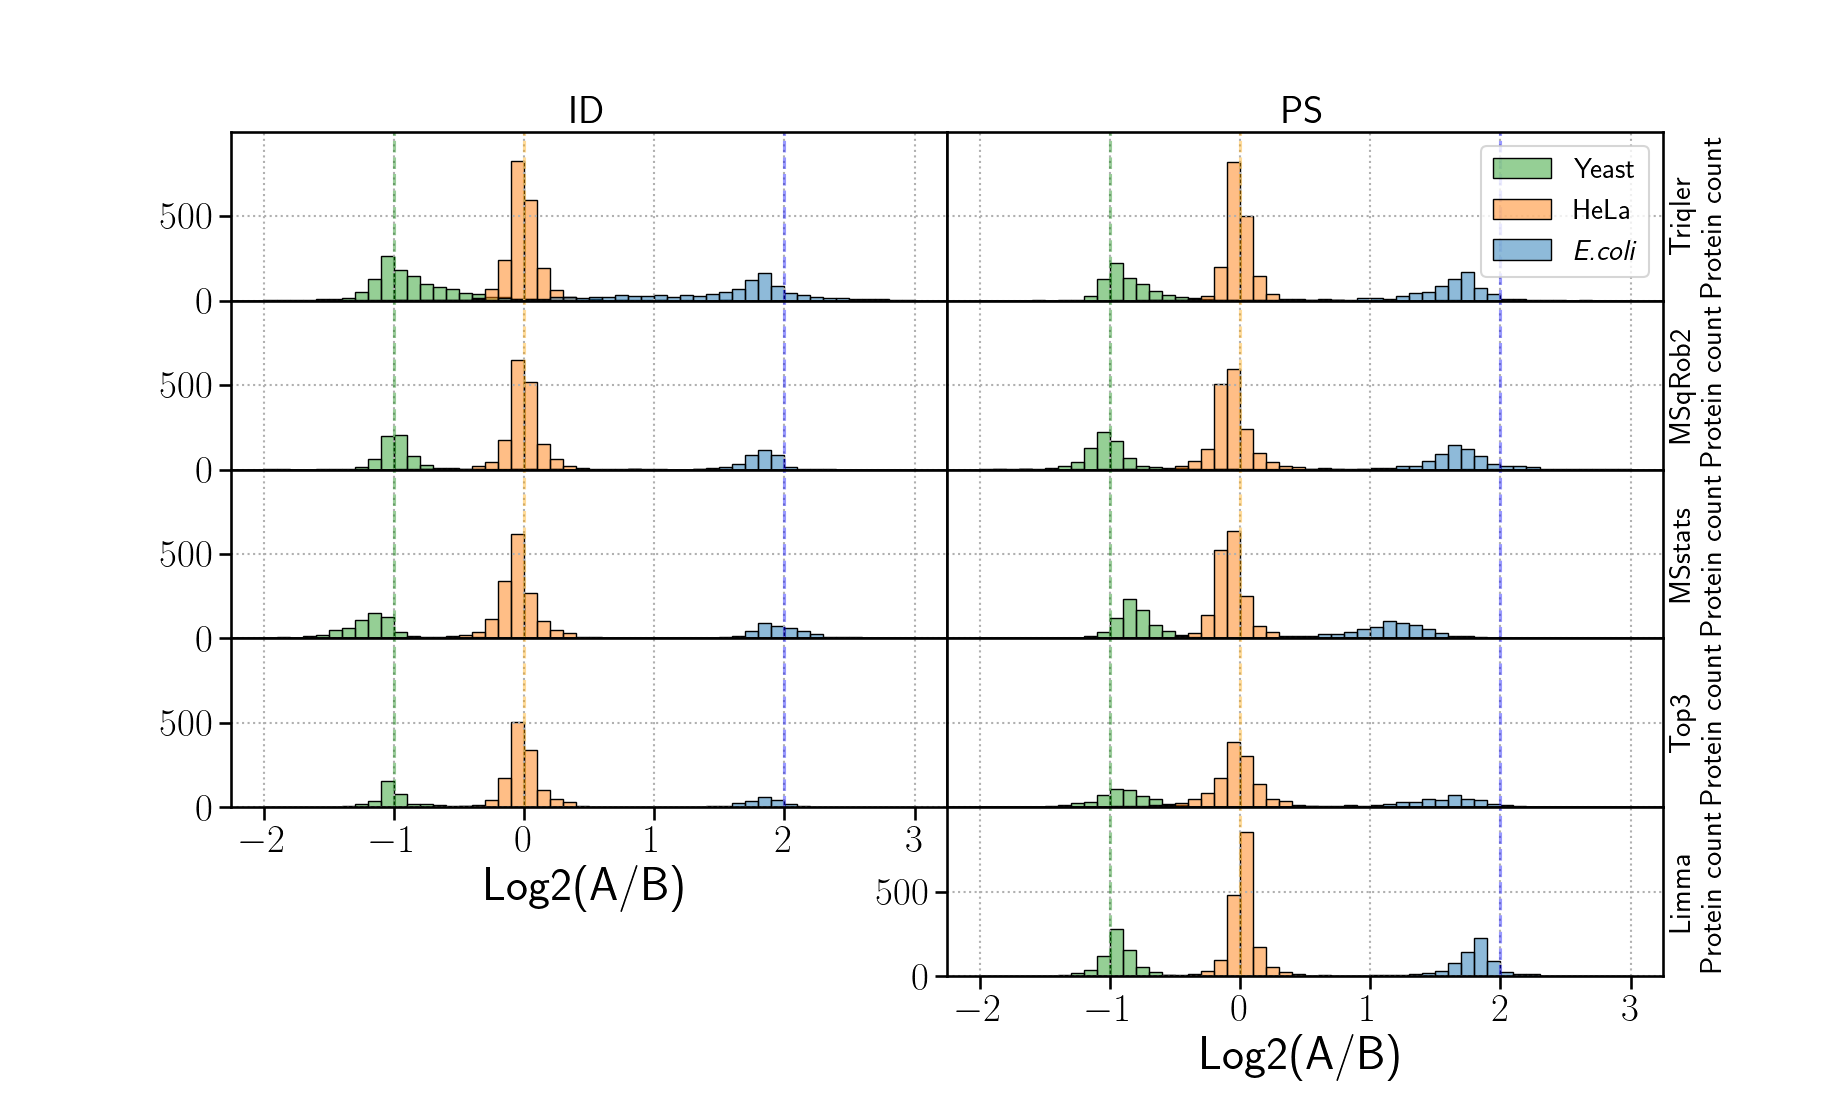 ID
PS
500
0
Yeast
HeLa
E.coli
Triqler
Protein count
500
0
MSqRob2
Protein count
500
0
MSstats
Protein count
500
0
Top3
Protein count
−2 −1 0 1 2 3
Log2(A/B)
500
0
Limma
Protein count
−2 −1 0 1 2 3
Log2(A/B)